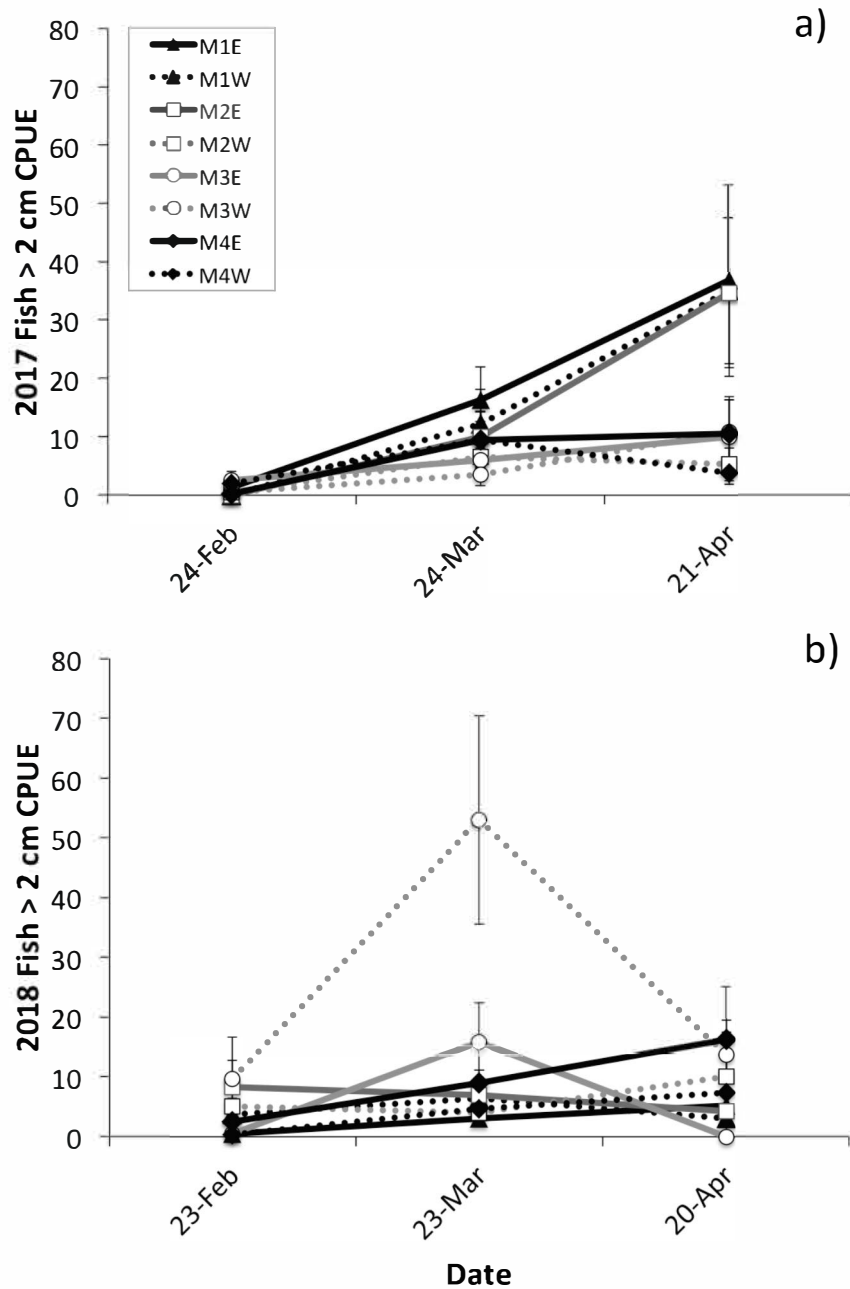 a)
2017 Fish > 2 cm CPUE
80
70
60
50
40
30
20
10
0
M1E
M1W
M2E
M2W
M3E
M3W
M4E
M4W
24-Feb
24-Mar
21-Apr
b)
2018 Fish > 2 cm CPUE
80
70
60
50
40
30
20
10
0
23-Feb
23-Mar
20-Apr
Date